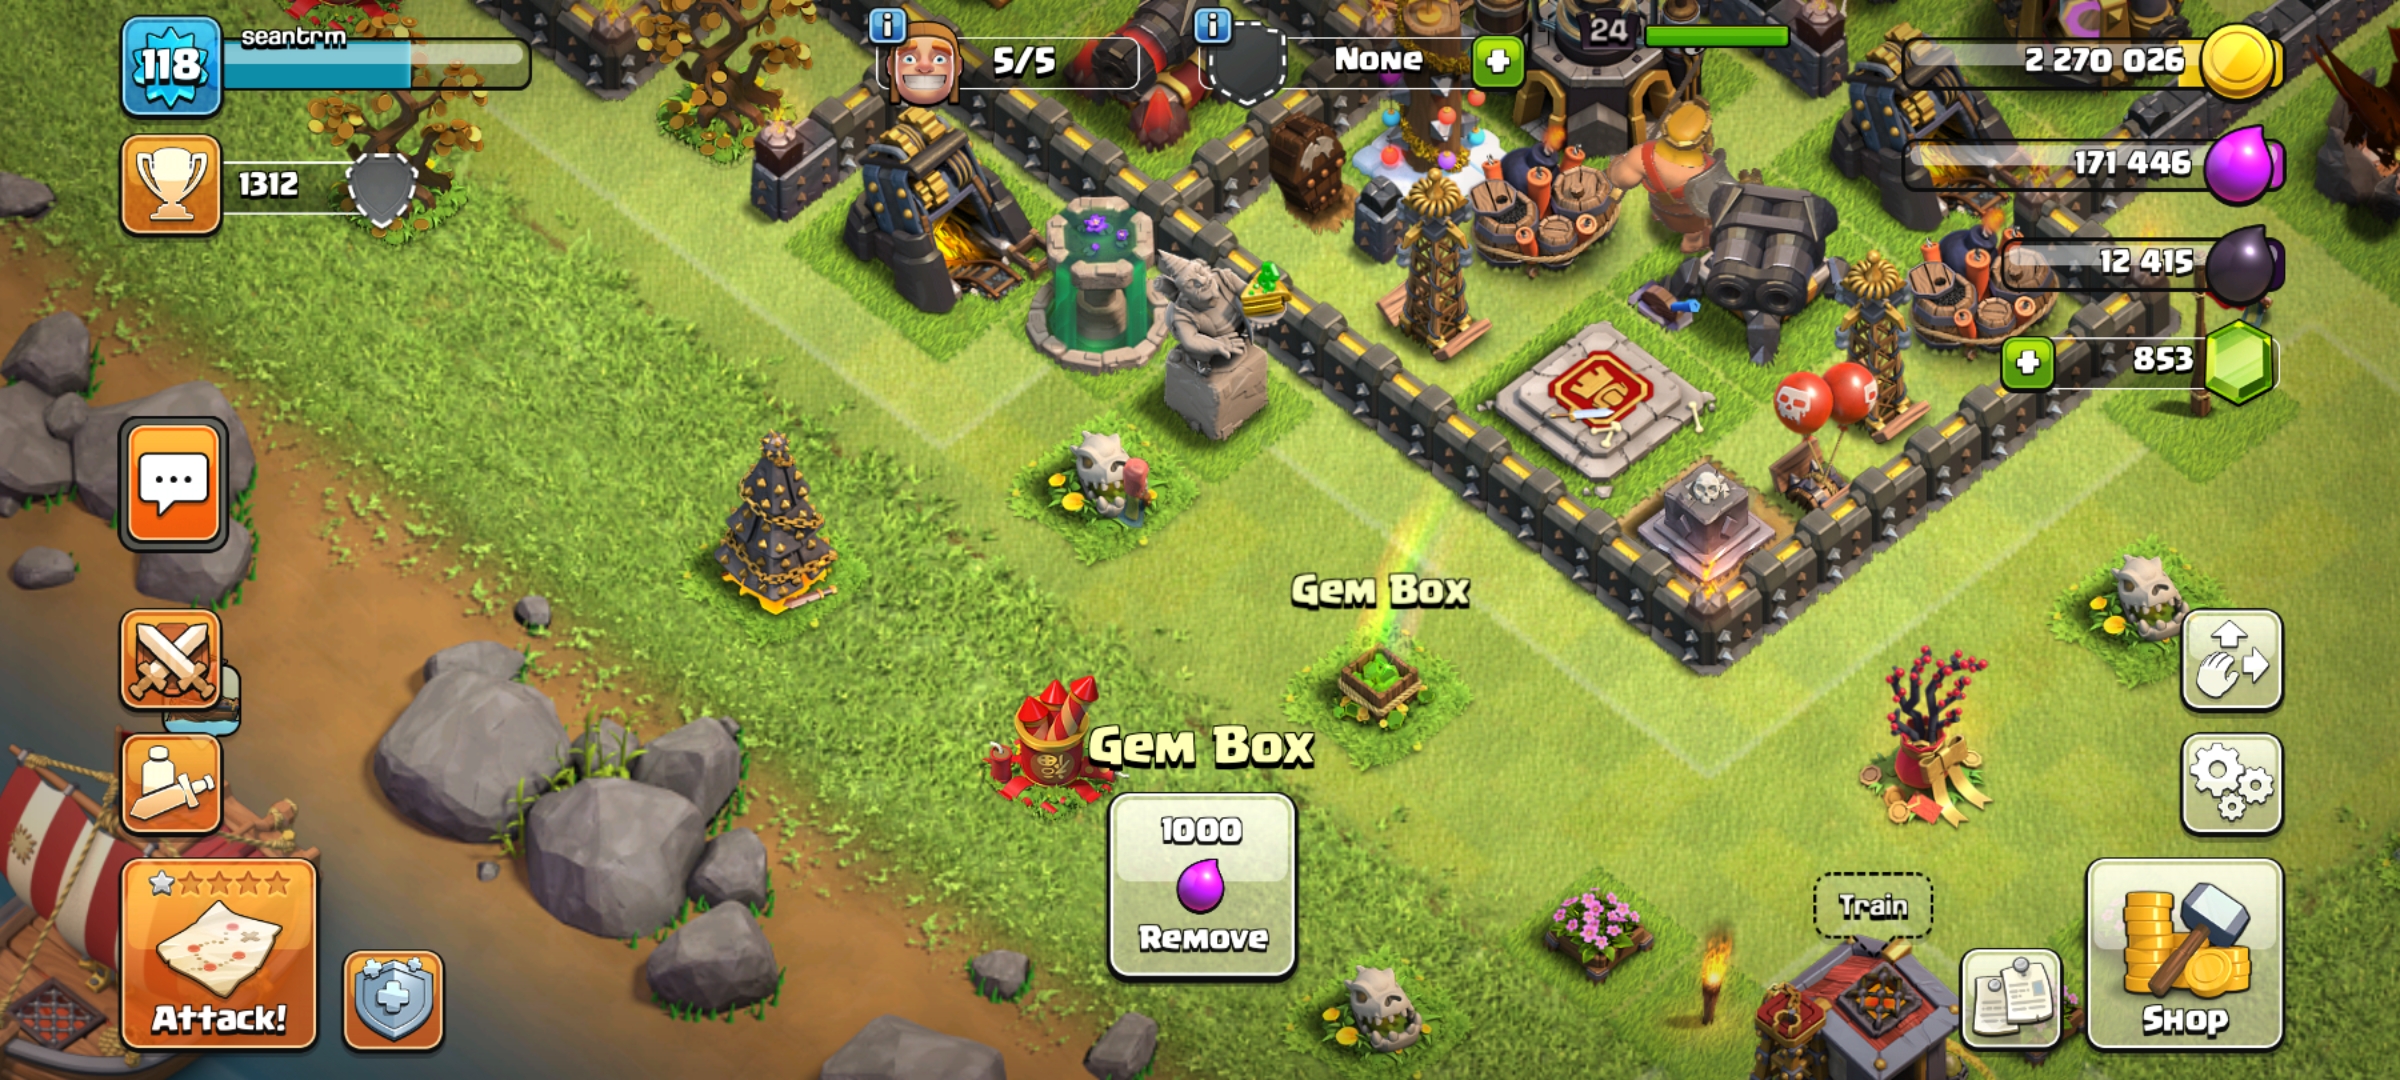 118
seantrm
i
5/5
i
None
24
2 270 026
1312
171 446
12 415
853
Gem Box
Gem Box
1000
Remove
Train
Attack!
Shop